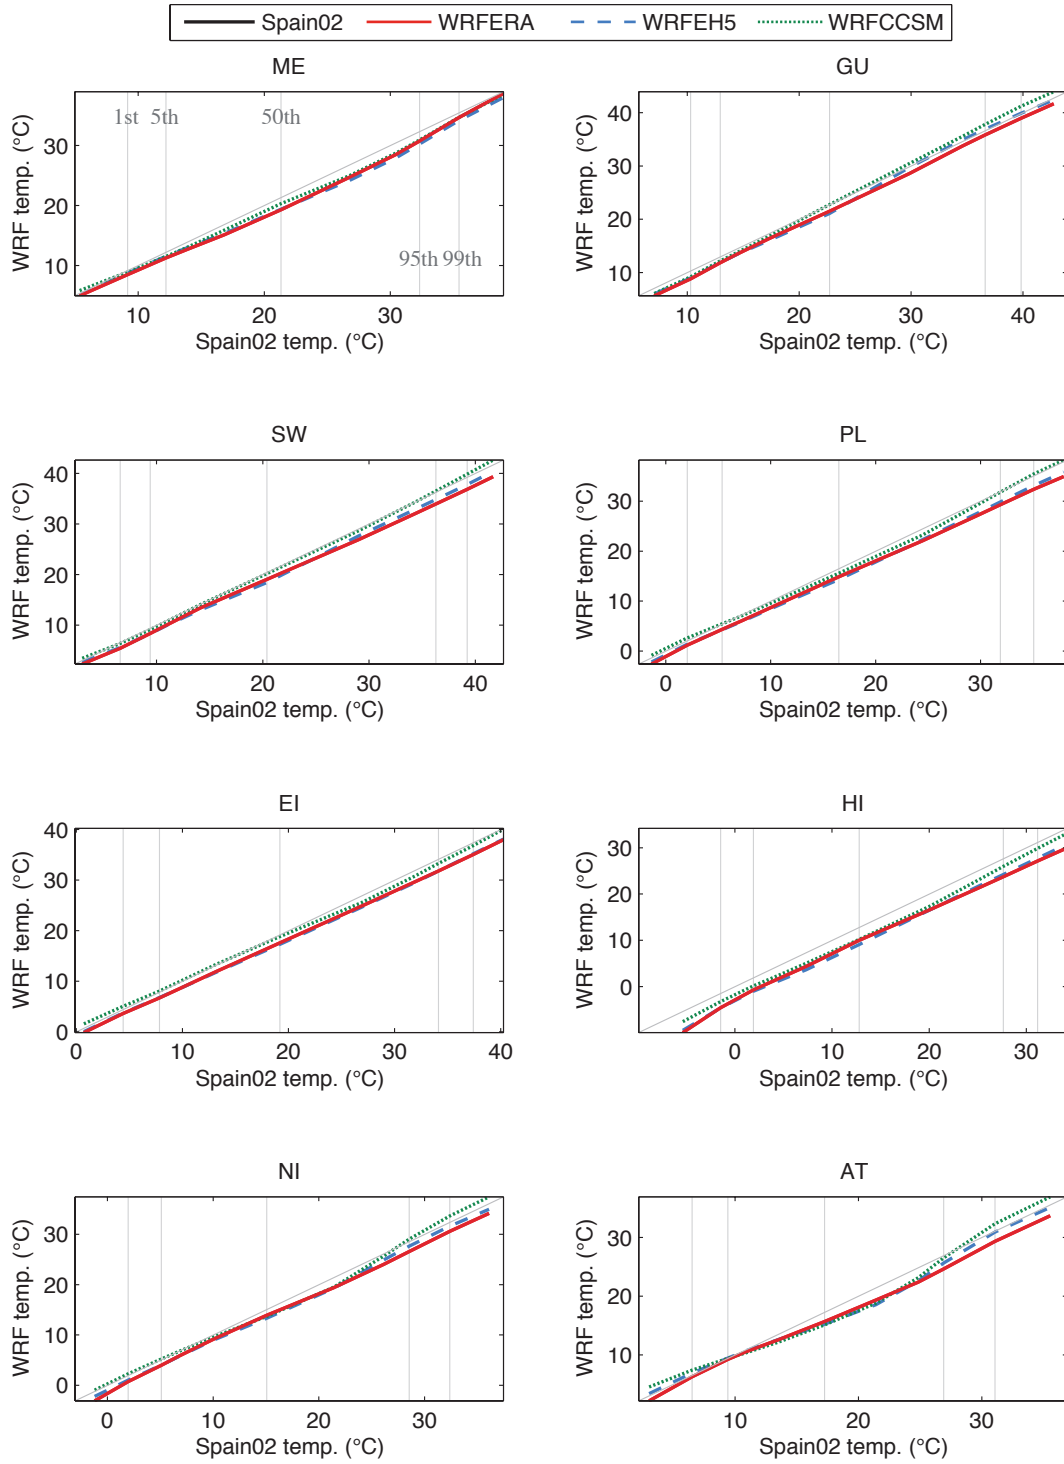 Spain02 WRFERA WRFEH5 WRFCCSM
ME
1st 5th 50th
95th 99th
30
20
10
10 20 30
WRF temp. (°C)
Spain02 temp. (°C)
GU
40
30
20
10
10 20 30 40
WRF temp. (°C)
Spain02 temp. (°C)
SW
40
30
20
10
10 20 30 40
WRF temp. (°C)
Spain02 temp. (°C)
PL
30
20
10
0
0 10 20 30
WRF temp. (°C)
Spain02 temp. (°C)
EI
40
30
20
10
0
0 10 20 30 40
WRF temp. (°C)
Spain02 temp. (°C)
HI
30
20
10
0
0 10 20 30
WRF temp. (°C)
Spain02 temp. (°C)
NI
30
20
10
0
0 10 20 30
WRF temp. (°C)
Spain02 temp. (°C)
AT
30
20
10
10 20 30
WRF temp. (°C)
Spain02 temp. (°C)